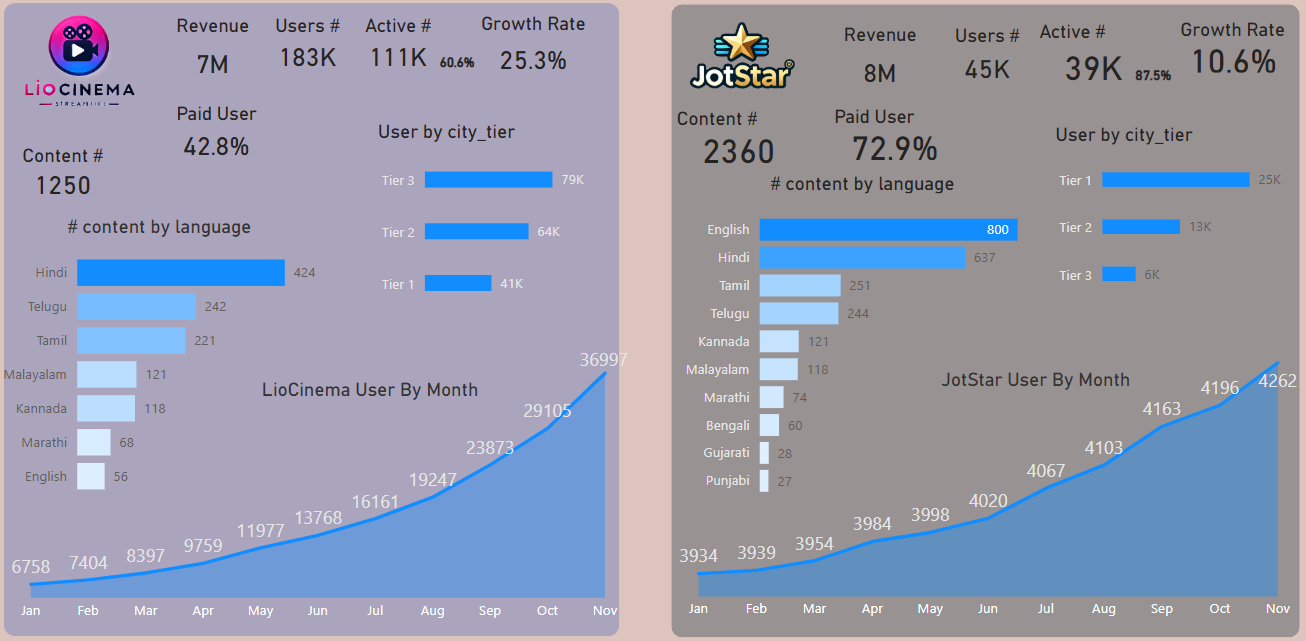 Revenue
7M
Users #
183K
Active #
111K 60.6%
Growth Rate
25.3%
LIOCINEMA
Paid User
42.8%
Content #
1250
User by city_tier
Tier 3 79K
Tier 2 64K
Tier 1 41K
# content by language
Hindi 424
Telugu 242
Tamil 221
Malayalam 121
Kannada 118
Marathi 68
English 56
LioCinema User By Month
6758 7404 8397 9759 11977 13768 16161 19247 23873 29105 36997
Jan Feb Mar Apr May Jun Jul Aug Sep Oct Nov
JotStar®
Revenue
8M
Users #
45K
Active #
39K 87.5%
Growth Rate
10.6%
Content #
2360
Paid User
72.9%
User by city_tier
Tier 1 25K
Tier 2 13K
Tier 3 6K
# content by language
English 800
Hindi 637
Tamil 251
Telugu 244
Kannada 121
Malayalam 118
Marathi 74
Bengali 60
Gujarati 28
Punjabi 27
JotStar User By Month
3934 3939 3954 3984 3998 4020 4067 4103 4163 4196 4262
Jan Feb Mar Apr May Jun Jul Aug Sep Oct Nov